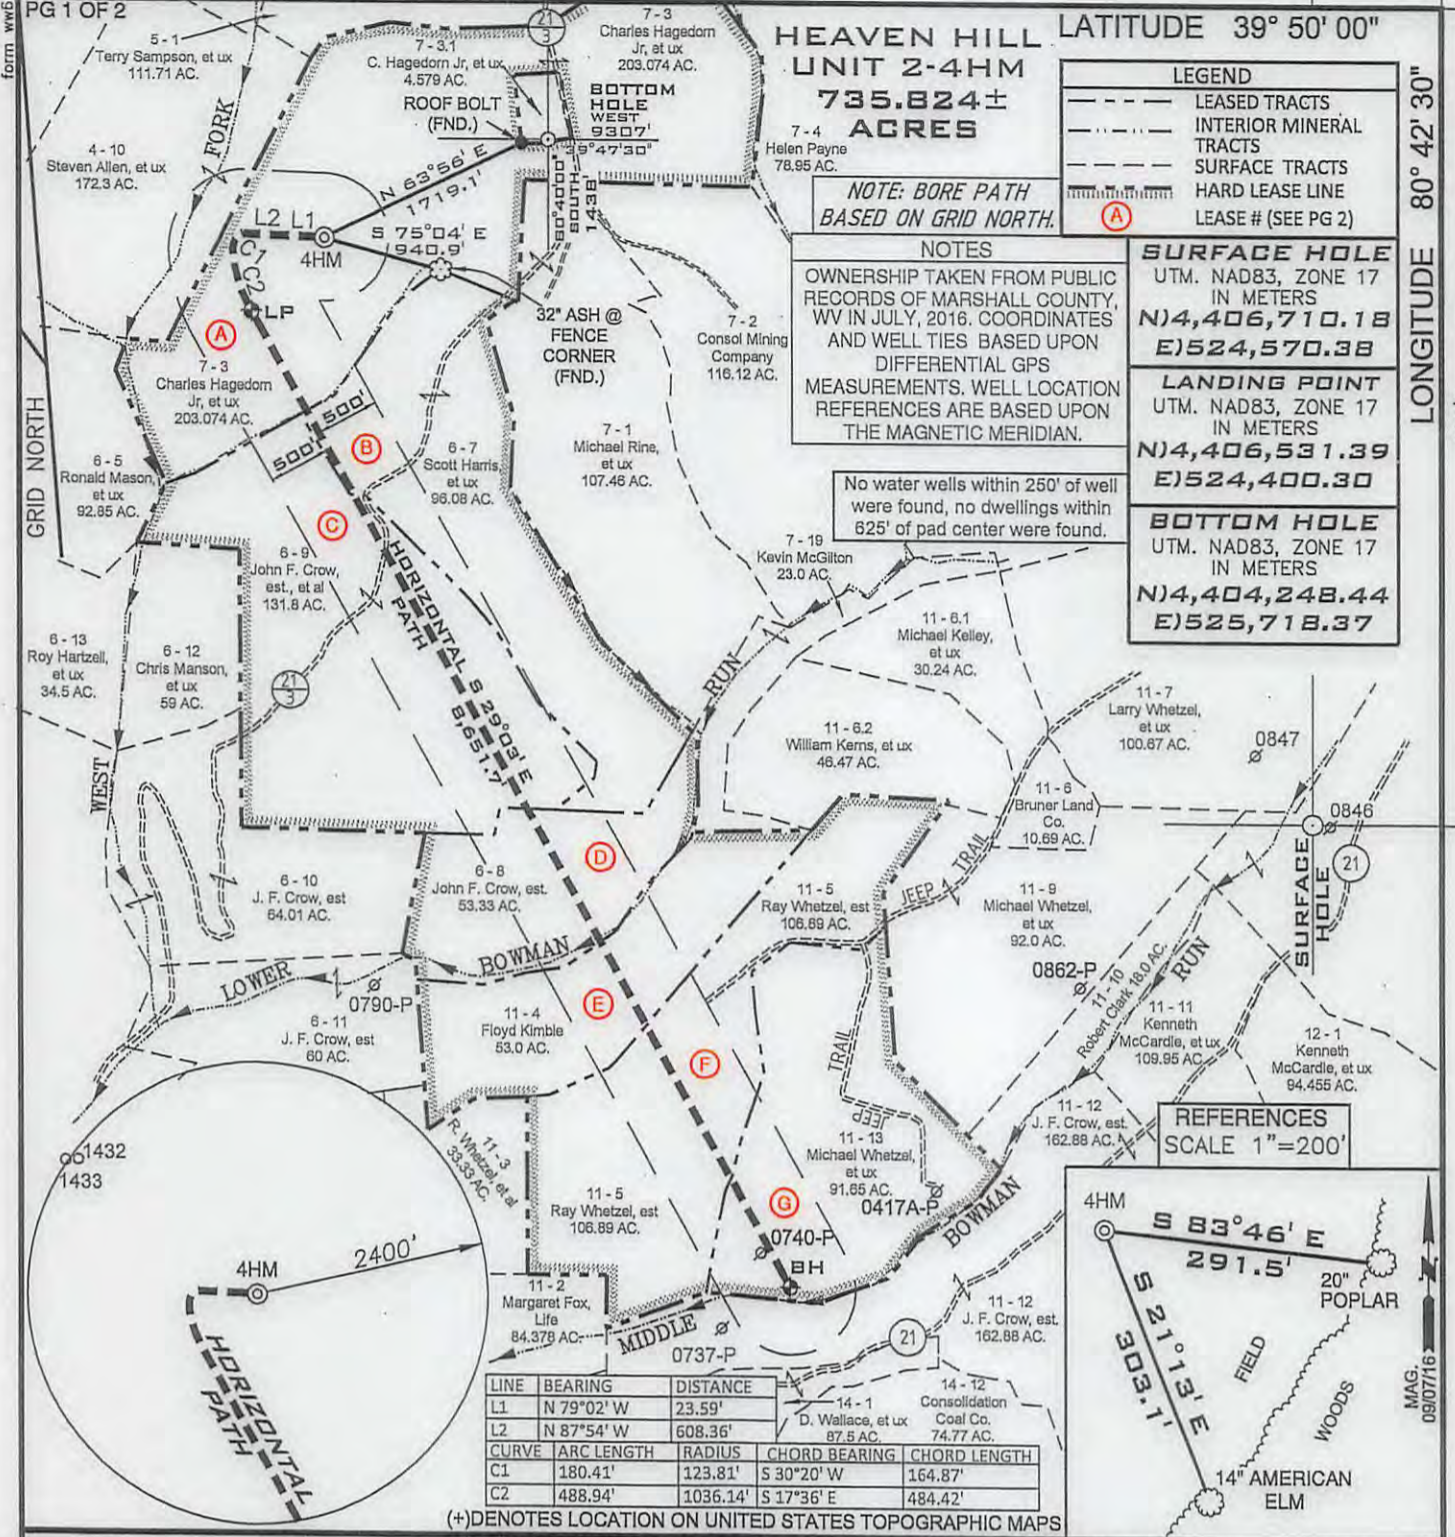 form ww6
PG 1 OF 2
5 - 1
Terry Sampson, et ux
111.71 AC.
4 - 10
Steven Allen, et ux
172.3 AC.
FORK
7 - 3.1
C. Hagedorn Jr, et ux
4.579 AC.
ROOF BOLT
(FND.)
21
3
7 - 3
Charles Hagedorn
Jr, et ux
203.074 AC.
BOTTOM
HOLE
WEST
9307'
39°47'30"
80°40'00"
SOUTH
1438'
HEAVEN HILL
UNIT 2-4HM
735.824±
ACRES
7 - 4
Helen Payne
78.95 AC.
LATITUDE 39° 50' 00"
LONGITUDE 80° 42' 30"
LEGEND
LEASED TRACTS
INTERIOR MINERAL
TRACTS
SURFACE TRACTS
HARD LEASE LINE
A LEASE # (SEE PG 2)
NOTE: BORE PATH
BASED ON GRID NORTH.
NOTES
OWNERSHIP TAKEN FROM PUBLIC
RECORDS OF MARSHALL COUNTY,
WV IN JULY, 2016. COORDINATES
AND WELL TIES BASED UPON
DIFFERENTIAL GPS
MEASUREMENTS. WELL LOCATION
REFERENCES ARE BASED UPON
THE MAGNETIC MERIDIAN.
SURFACE HOLE
UTM. NAD83, ZONE 17
IN METERS
N)4,406,710.18
E)524,570.38
LANDING POINT
UTM. NAD83, ZONE 17
IN METERS
N)4,406,531.39
E)524,400.30
BOTTOM HOLE
UTM. NAD83, ZONE 17
IN METERS
N)4,404,248.44
E)525,718.37
No water wells within 250' of well
were found, no dwellings within
625' of pad center were found.
N 63°56' E
1719.1'
S 75°04' E
940.9'
L2 L1
4HM
C1
C2
LP
A
7 - 3
Charles Hagedorn
Jr, et ux
203.074 AC.
32" ASH @
FENCE
CORNER
(FND.)
7 - 2
Consol Mining
Company
116.12 AC.
GRID NORTH
500'
500'
B
6 - 5
Ronald Mason,
et ux
92.85 AC.
6 - 7
Scott Harris,
et ux
96.08 AC.
7 - 1
Michael Rine,
et ux
107.46 AC.
C
6 - 9
John F. Crow,
est., et al
131.8 AC.
7 - 19
Kevin McGilton
23.0 AC.
HORIZONTAL
PATH
S 29°03' E
8,651.7'
6 - 13
Roy Hartzell,
et ux
34.5 AC.
6 - 12
Chris Manson,
et ux
59 AC.
21
3
RUN
11 - 6.1
Michael Kelley,
et ux
30.24 AC.
11 - 6.2
William Kerns, et ux
46.47 AC.
11 - 7
Larry Whetzel,
et ux
100.67 AC.
0847
WEST
11 - 6
Bruner Land
Co.
10.69 AC.
0846
21
SURFACE
HOLE
6 - 10
J. F. Crow, est
64.01 AC.
6 - 8
John F. Crow, est.
53.33 AC.
D
11 - 5
Ray Whetzel, est
106.89 AC.
JEEP
TRAIL
11 - 9
Michael Whetzel,
et ux
92.0 AC.
0862-P
LOWER
BOWMAN
RUN
0790-P
6 - 11
J. F. Crow, est
60 AC.
11 - 4
Floyd Kimble
53.0 AC.
E
F
TRAIL
JEEP
11 - 10
Robert Clark 18.0 AC.
11 - 11
Kenneth
McCardle, et ux
109.95 AC.
12 - 1
Kenneth
McCardle, et ux
94.455 AC.
11 - 12
J. F. Crow, est.
162.88 AC.
11 - 3
R. Whetzel, et al
33.33 AC.
11 - 13
Michael Whetzel,
et ux
91.65 AC.
0417A-P
11 - 5
Ray Whetzel, est
106.89 AC.
G
0740-P
BH
BOWMAN
1432
1433
2400'
4HM
HORIZONTAL
PATH
11 - 2
Margaret Fox,
Life
84.378 AC.
MIDDLE
0737-P
21
11 - 12
J. F. Crow, est.
162.88 AC.
14 - 1
D. Wallace, et ux
87.5 AC.
14 - 12
Consolidation
Coal Co.
74.77 AC.
REFERENCES
SCALE 1"=200'
4HM
S 83°46' E
291.5'
20"
POPLAR
S 21°13' E
303.1'
FIELD
WOODS
14" AMERICAN
ELM
MAG.
09/07/16
LINE BEARING DISTANCE
L1 N 79°02' W 23.59'
L2 N 87°54' W 608.36'
CURVE ARC LENGTH RADIUS CHORD BEARING CHORD LENGTH
C1 180.41' 123.81' S 30°20' W 164.87'
C2 488.94' 1036.14' S 17°36' E 484.42'
(+)DENOTES LOCATION ON UNITED STATES TOPOGRAPHIC MAPS